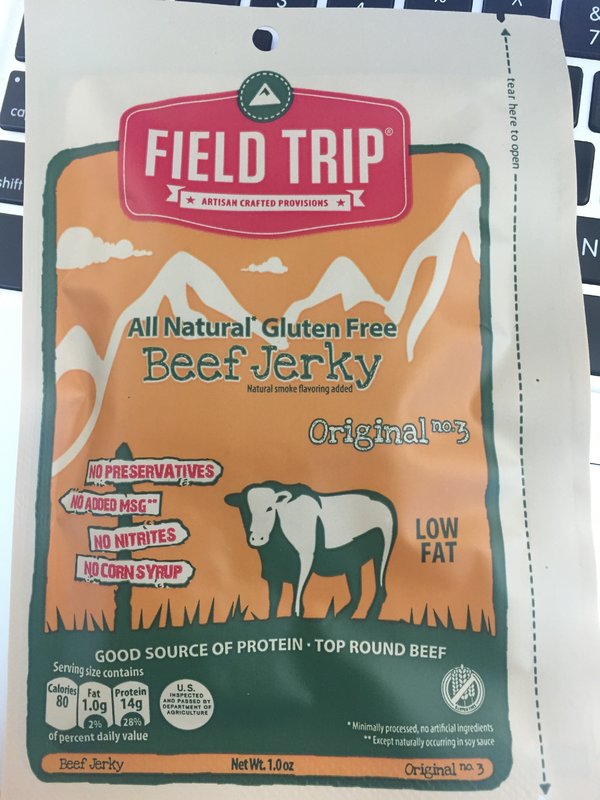 FIELD TRIP®
★ ARTISAN CRAFTED PROVISIONS ★
tear here to open
All Natural* Gluten Free
Beef Jerky
Natural smoke flavoring added
Original no.3
NO PRESERVATIVES
NO ADDED MSG**
NO NITRITES
NO CORN SYRUP
LOW
FAT
GOOD SOURCE OF PROTEIN · TOP ROUND BEEF
Serving size contains
Calories
80
Fat
1.0g
2%
Protein
14g
28%
of percent daily value
U.S.
INSPECTED
AND PASSED BY
DEPARTMENT OF
AGRICULTURE
* Minimally processed, no artificial ingredients
** Except naturally occurring in soy sauce
Beef Jerky
Net Wt. 1.0 oz
Original no. 3
shift
N
&
7